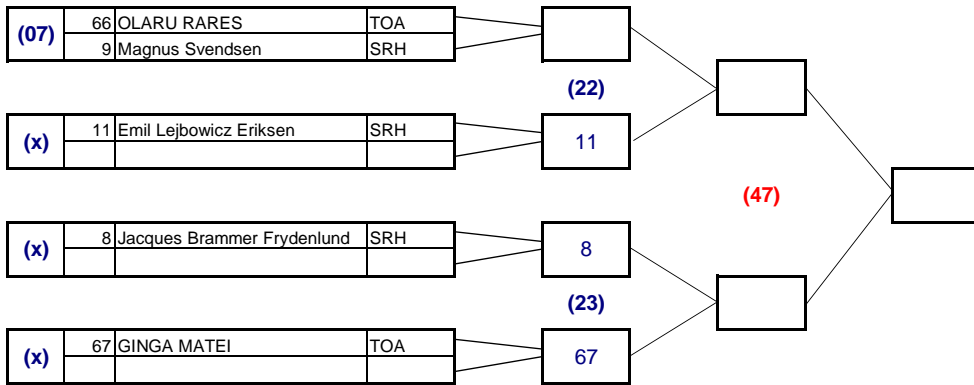 (07) 66 OLARU RARES TOA
9 Magnus Svendsen SRH
(22)
(x) 11 Emil Lejbowicz Eriksen SRH 11
(47)
(x) 8 Jacques Brammer Frydenlund SRH 8
(23)
(x) 67 GINGA MATEI TOA 67